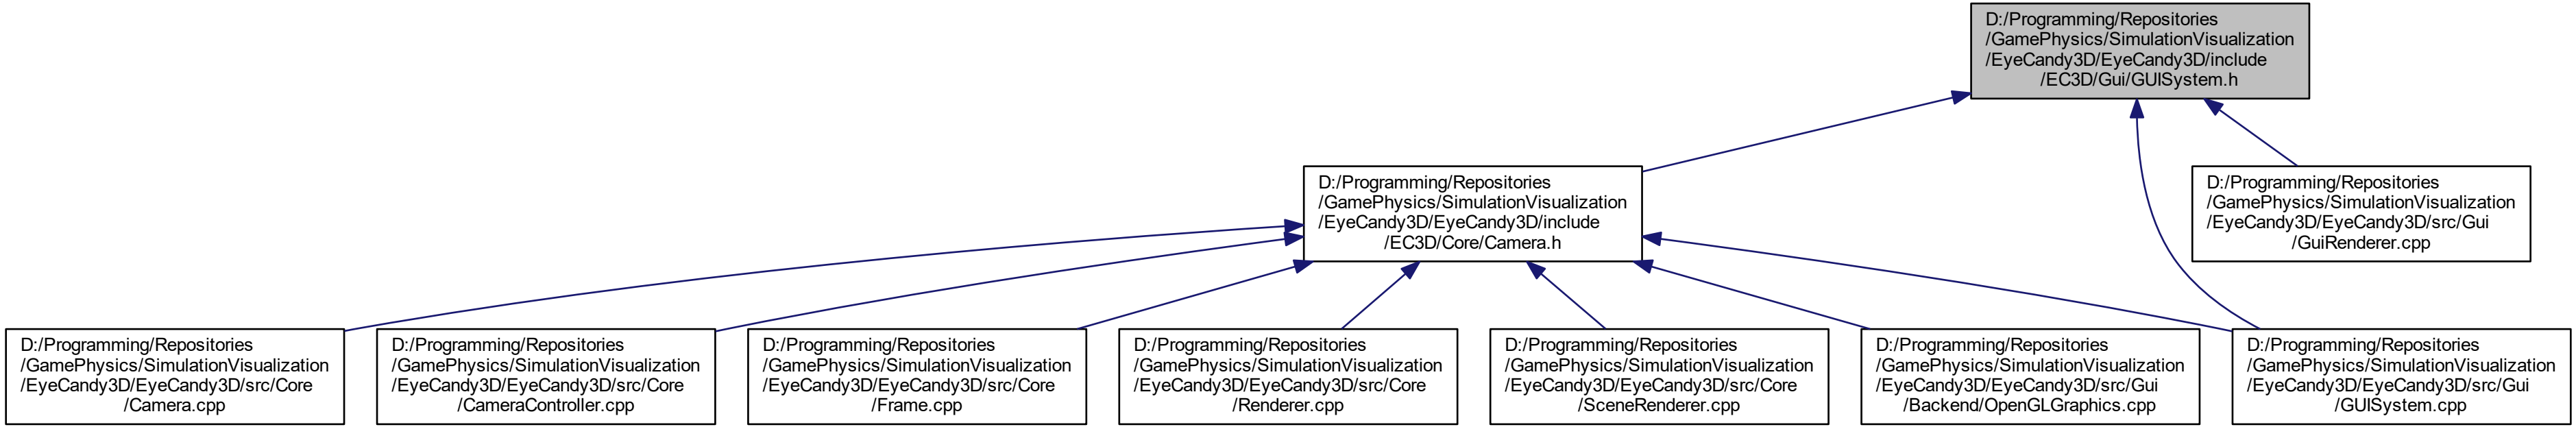 D:/Programming/Repositories
/GamePhysics/SimulationVisualization
/EyeCandy3D/EyeCandy3D/include
/EC3D/Gui/GUISystem.h
D:/Programming/Repositories
/GamePhysics/SimulationVisualization
/EyeCandy3D/EyeCandy3D/include
/EC3D/Core/Camera.h
D:/Programming/Repositories
/GamePhysics/SimulationVisualization
/EyeCandy3D/EyeCandy3D/src/Gui
/GuiRenderer.cpp
D:/Programming/Repositories
/GamePhysics/SimulationVisualization
/EyeCandy3D/EyeCandy3D/src/Core
/Camera.cpp
D:/Programming/Repositories
/GamePhysics/SimulationVisualization
/EyeCandy3D/EyeCandy3D/src/Core
/CameraController.cpp
D:/Programming/Repositories
/GamePhysics/SimulationVisualization
/EyeCandy3D/EyeCandy3D/src/Core
/Frame.cpp
D:/Programming/Repositories
/GamePhysics/SimulationVisualization
/EyeCandy3D/EyeCandy3D/src/Core
/Renderer.cpp
D:/Programming/Repositories
/GamePhysics/SimulationVisualization
/EyeCandy3D/EyeCandy3D/src/Core
/SceneRenderer.cpp
D:/Programming/Repositories
/GamePhysics/SimulationVisualization
/EyeCandy3D/EyeCandy3D/src/Gui
/Backend/OpenGLGraphics.cpp
D:/Programming/Repositories
/GamePhysics/SimulationVisualization
/EyeCandy3D/EyeCandy3D/src/Gui
/GUISystem.cpp